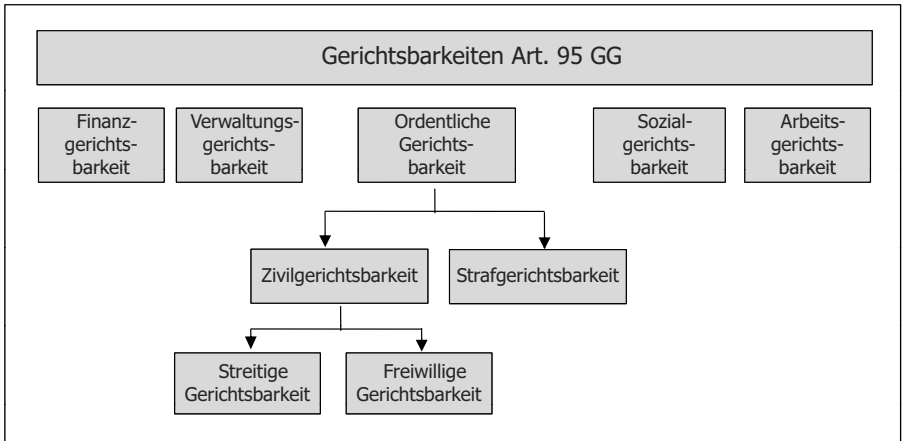 Gerichtsbarkeiten Art. 95 GG
Finanz-
gerichts-
barkeit
Verwaltungs-
gerichts-
barkeit
Ordentliche
Gerichts-
barkeit
Sozial-
gerichts-
barkeit
Arbeits-
gerichts-
barkeit
Zivilgerichtsbarkeit
Strafgerichtsbarkeit
Streitige
Gerichtsbarkeit
Freiwillige
Gerichtsbarkeit